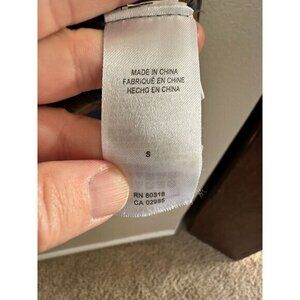 MADE IN CHINA
FABRIQUÉ EN CHINE
HECHO EN CHINA
S
RN 80318
CA 02985